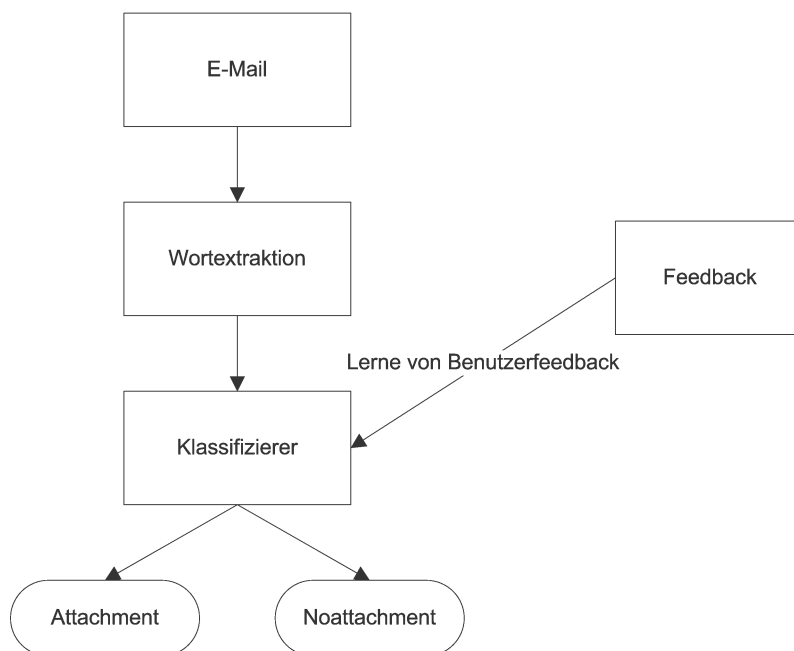 E-Mail
Wortextraktion
Feedback
Lerne von Benutzerfeedback
Klassifizierer
Attachment
Noattachment